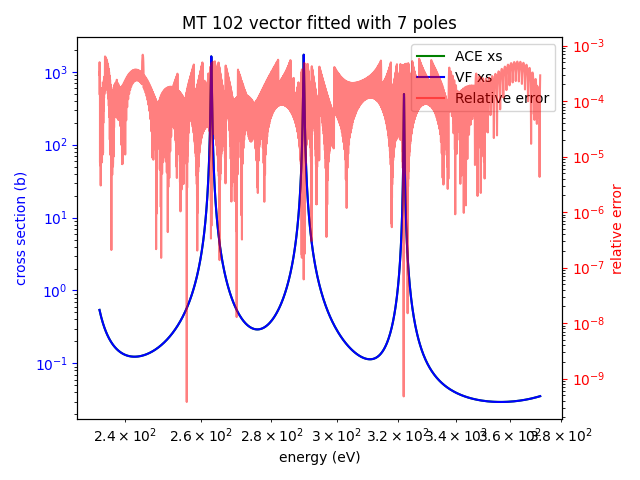 MT 102 vector fitted with 7 poles
ACE xs
VF xs
Relative error
10³
10²
10¹
10⁰
10⁻¹
cross section (b)
10⁻³
10⁻⁴
10⁻⁵
10⁻⁶
10⁻⁷
10⁻⁸
10⁻⁹
relative error
2.4 × 10² 2.6 × 10² 2.8 × 10² 3 × 10² 3.2 × 10² 3.4 × 10² 3.6 × 10² 3.8 × 10²
energy (eV)